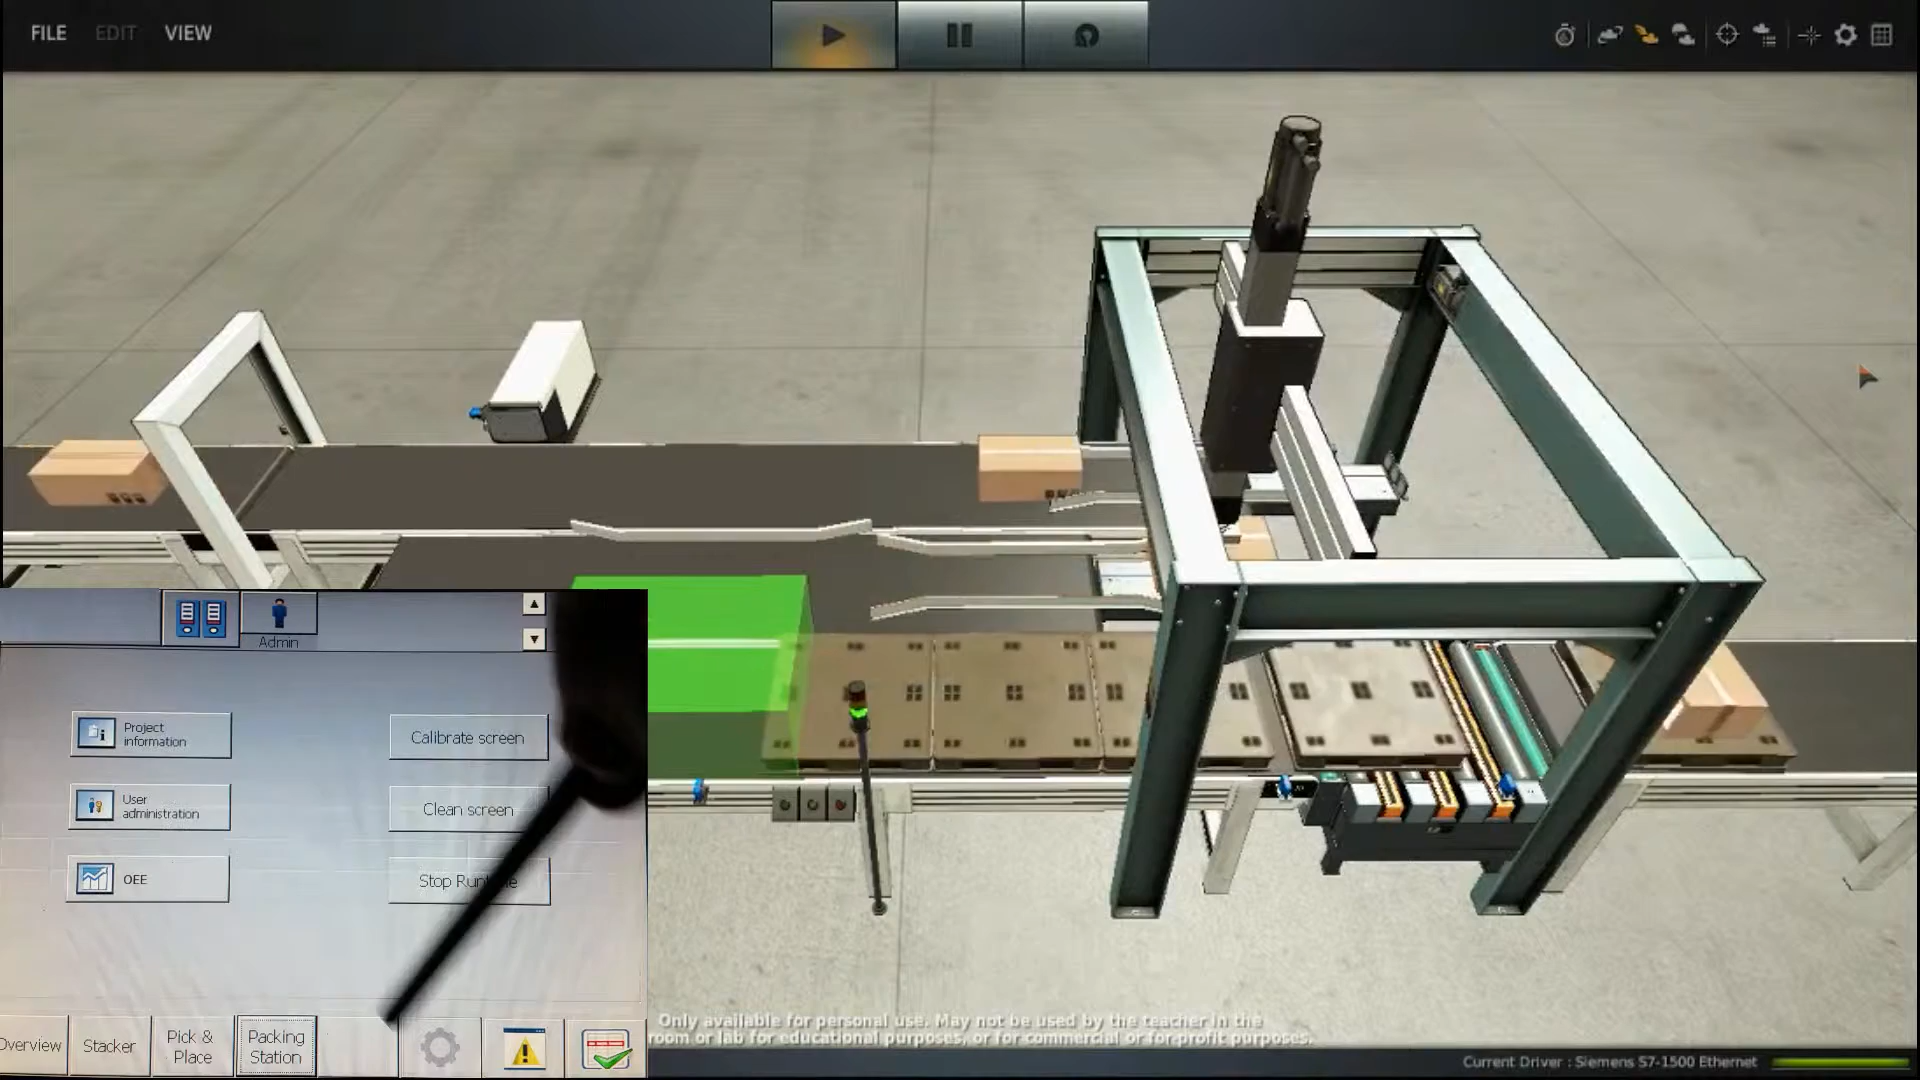 FILE EDIT VIEW
Admin
Project
information
Calibrate screen
User
administration
Clean screen
OEE
Stop
Overview
Stacker
Pick &
Place
Packing
Station
Only available for personal use. May not be used by the teacher in the
room or lab for educational purposes, or for commercial or for-profit purposes.
Current Driver : Siemens S7-1500 Ethernet